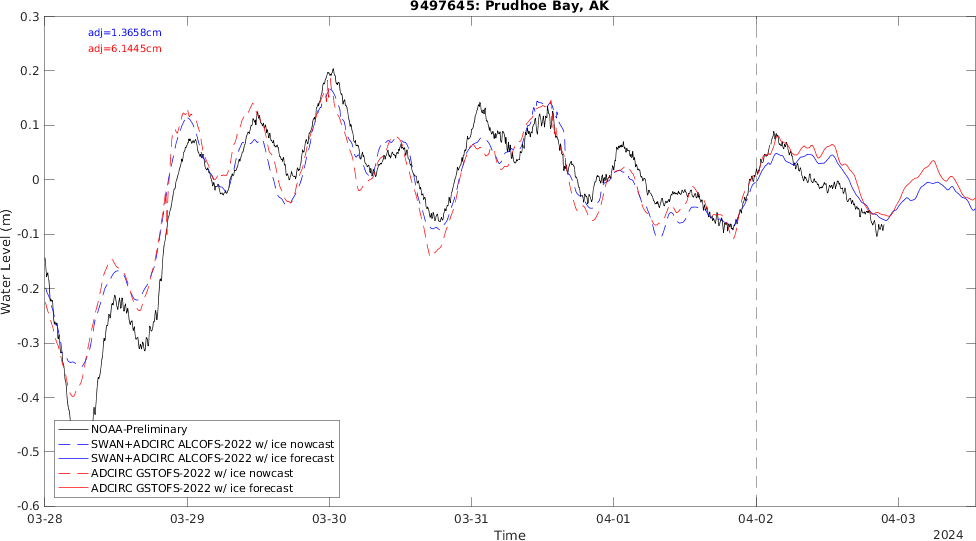 9497645: Prudhoe Bay, AK
adj=1.3658cm
adj=6.1445cm
0.3
0.2
0.1
0
-0.1
-0.2
-0.3
-0.4
-0.5
-0.6
Water Level (m)
NOAA-Preliminary
SWAN+ADCIRC ALCOFS-2022 w/ ice nowcast
SWAN+ADCIRC ALCOFS-2022 w/ ice forecast
ADCIRC GSTOFS-2022 w/ ice nowcast
ADCIRC GSTOFS-2022 w/ ice forecast
03-28 03-29 03-30 03-31 04-01 04-02 04-03
Time
2024